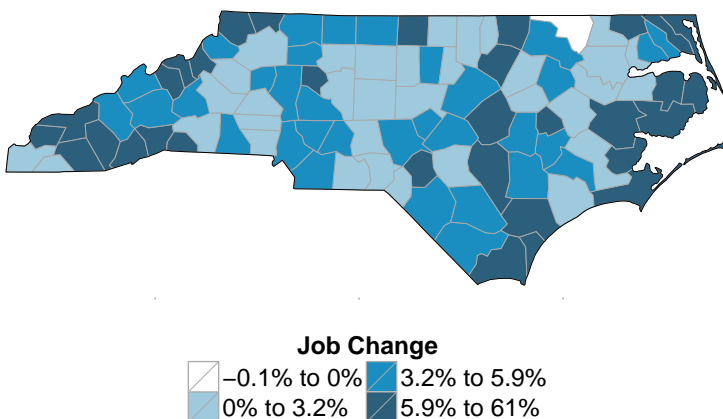 Job Change
−0.1% to 0% 3.2% to 5.9%
0% to 3.2% 5.9% to 61%